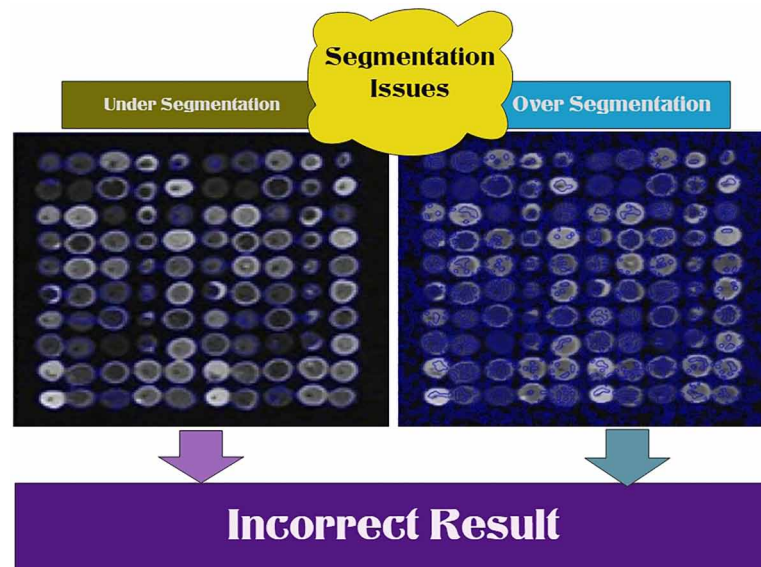 Segmentation
Issues
Under Segmentation
Over Segmentation
Incorrect Result